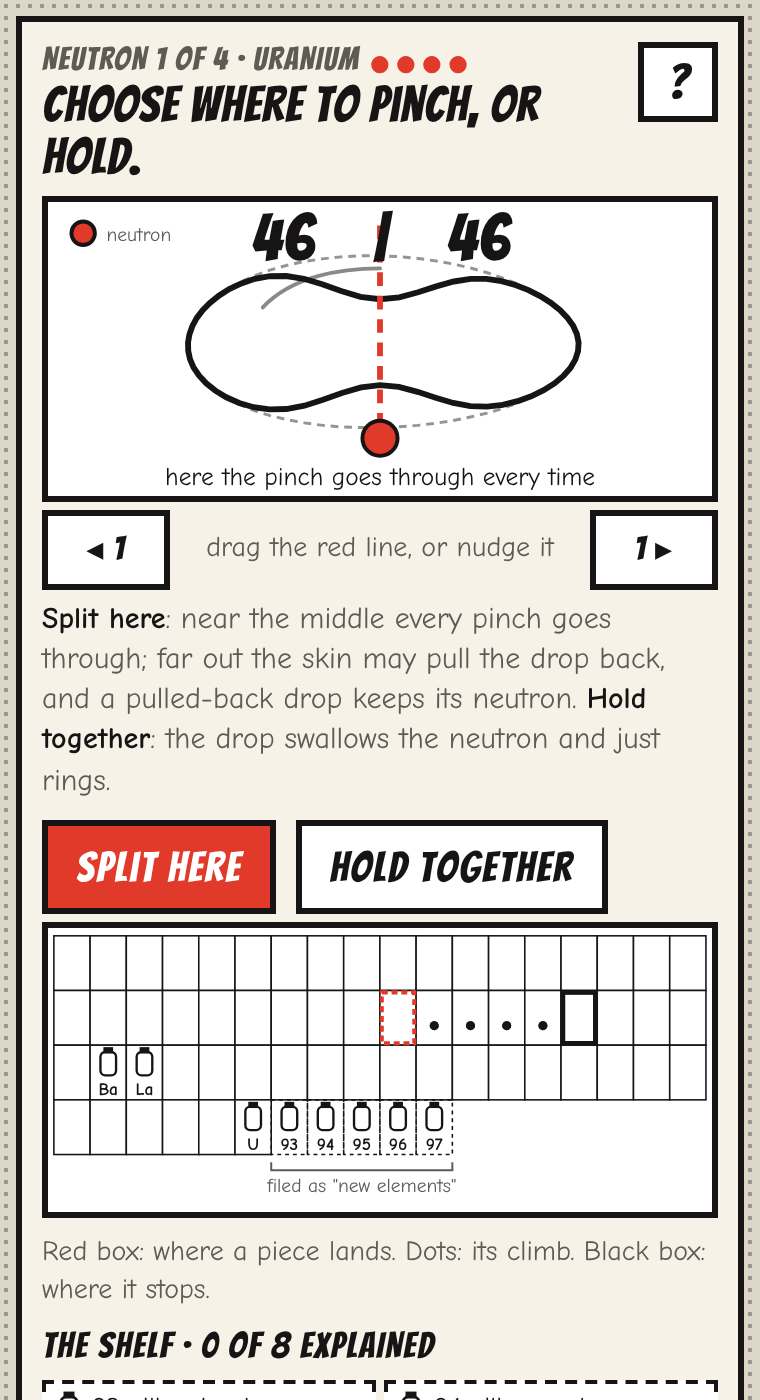 NEUTRON 1 OF 4 · URANIUM
?
CHOOSE WHERE TO PINCH, OR
HOLD.
neutron
46 / 46
here the pinch goes through every time
◀ 1
drag the red line, or nudge it
1 ▶
Split here: near the middle every pinch goes
through; far out the skin may pull the drop back,
and a pulled-back drop keeps its neutron. Hold
together: the drop swallows the neutron and just
rings.
SPLIT HERE
HOLD TOGETHER
Ba La
U 93 94 95 96 97
filed as "new elements"
Red box: where a piece lands. Dots: its climb. Black box:
where it stops.
THE SHELF · 0 OF 8 EXPLAINED